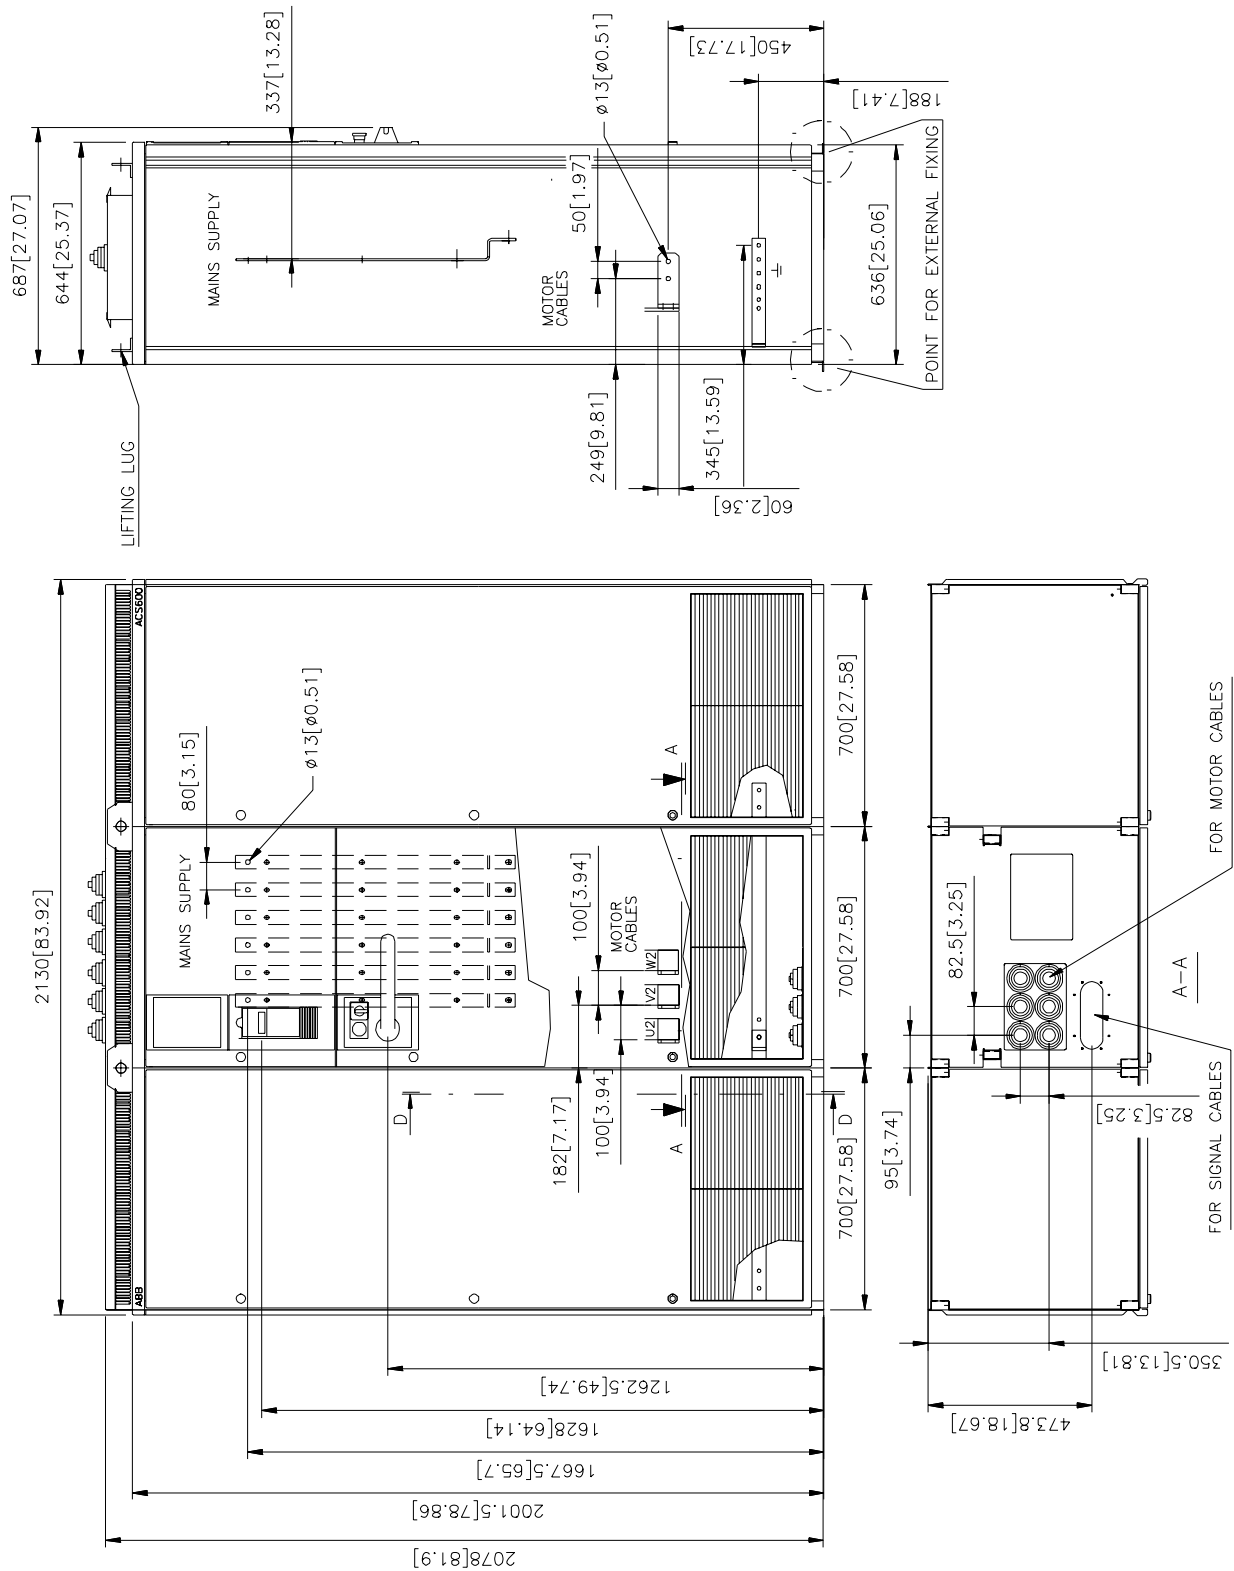 687[27.07]
644[25.37]
337[13.28]
MAINS SUPPLY
LIFTING LUG
MOTOR
CABLES
50[1.97]
ø13[ø0.51]
450[17.73]
188[7.41]
249[9.81]
345[13.59]
60[2.36]
636[25.06]
POINT FOR EXTERNAL FIXING
2130[83.92]
ABB
ACS600
MAINS SUPPLY
80[3.15]
ø13[ø0.51]
100[3.94]
MOTOR
CABLES
U2
V2
W2
182[7.17]
100[3.94]
A
A
D
D
700[27.58]
700[27.58]
700[27.58]
1262.5[49.74]
1628[64.14]
1667.5[65.7]
2001.5[78.86]
2078[81.9]
95[3.74]
82.5[3.25]
82.5[3.25]
350.5[13.81]
473.8[18.67]
A-A
FOR SIGNAL CABLES
FOR MOTOR CABLES